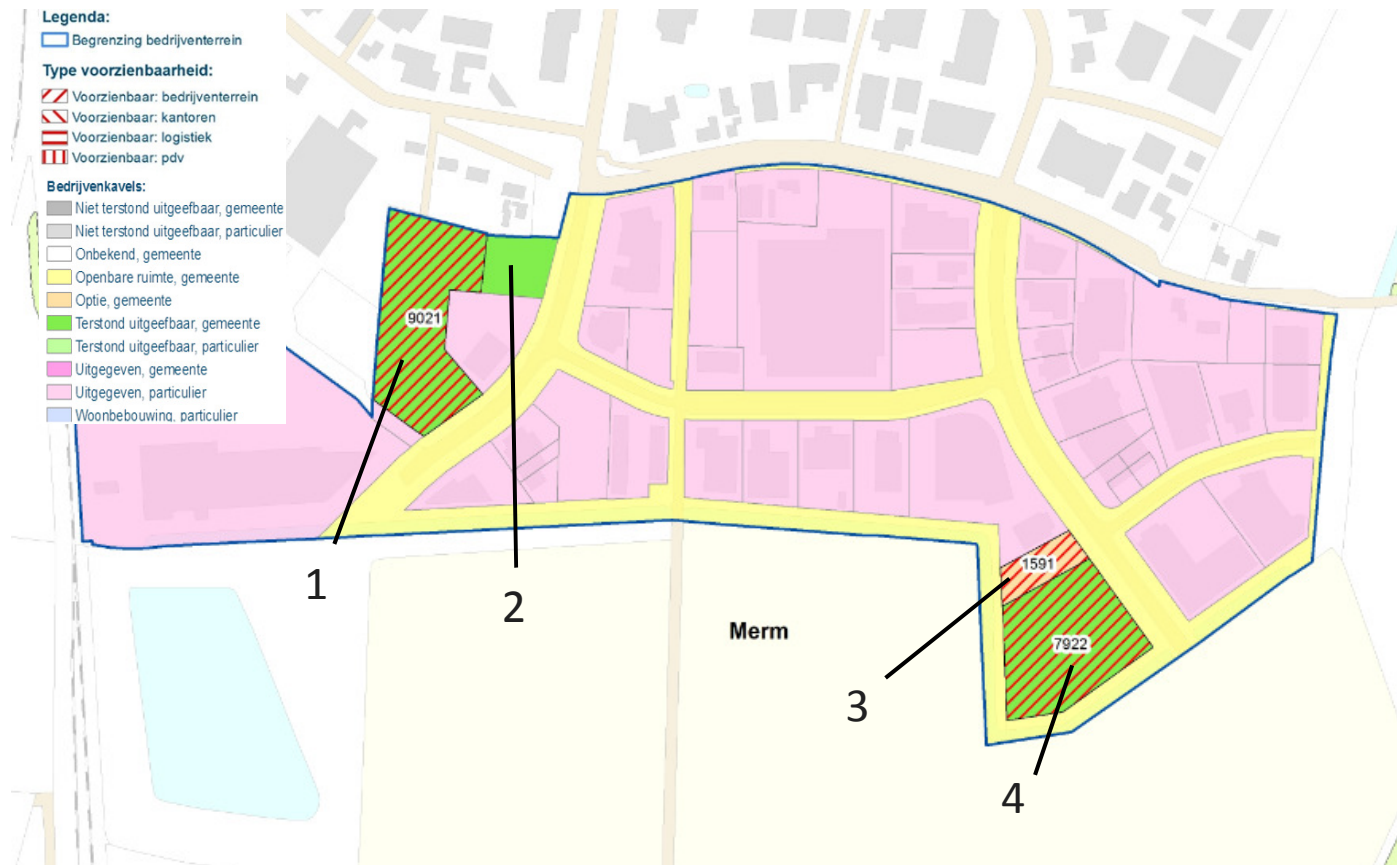 Legenda:
Begrenzing bedrijventerrein
Type voorzienbaarheid:
Voorzienbaar: bedrijventerrein
Voorzienbaar: kantoren
Voorzienbaar: logistiek
Voorzienbaar: pdv
Bedrijvenkavels:
Niet terstond uitgeefbaar, gemeente
Niet terstond uitgeefbaar, particulier
Onbekend, gemeente
Openbare ruimte, gemeente
Optie, gemeente
Terstond uitgeefbaar, gemeente
Terstond uitgeefbaar, particulier
Uitgegeven, gemeente
Uitgegeven, particulier
Woonbebouwing, particulier
9021
1591
7922
Merm
1
2
3
4